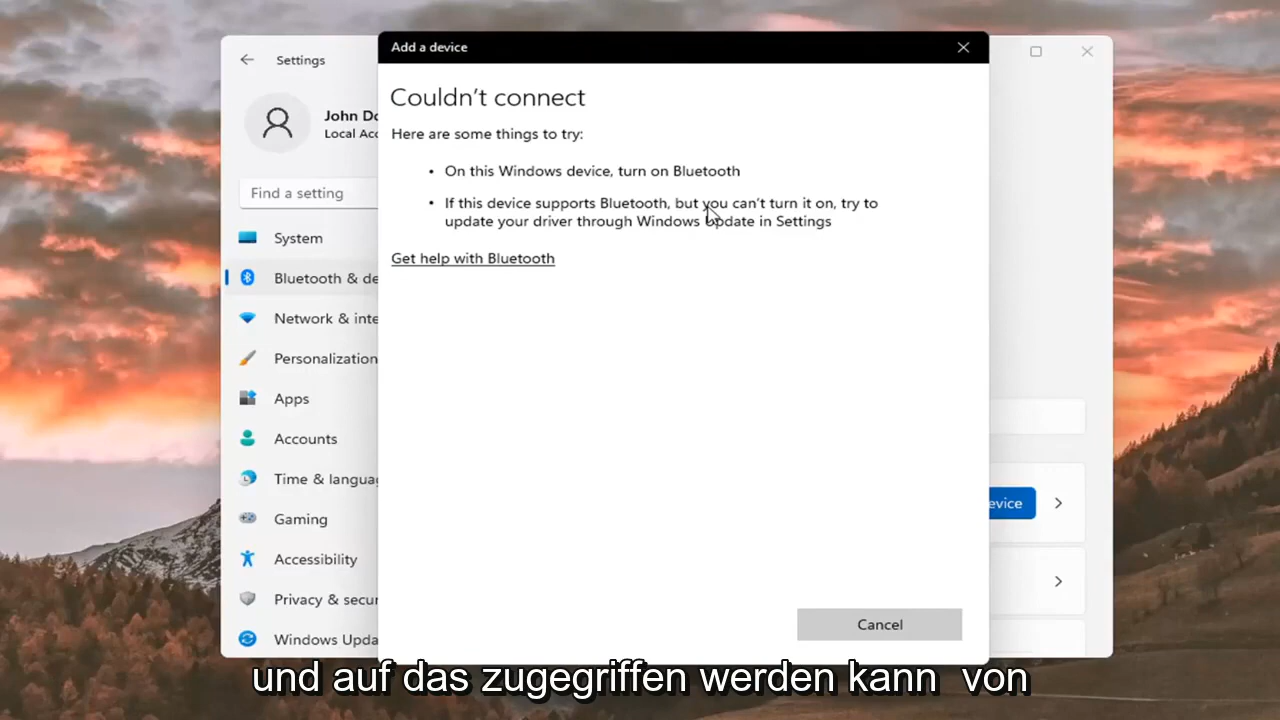 Add a device
Settings
Couldn't connect
John Do
Local Acc
Here are some things to try:
• On this Windows device, turn on Bluetooth
• If this device supports Bluetooth, but you can't turn it on, try to
update your driver through Windows Update in Settings
Get help with Bluetooth
Find a setting
System
Bluetooth & de
Network & inte
Personalization
Apps
Accounts
Time & langua
Gaming
Accessibility
Privacy & secur
Windows Upda
evice
Cancel
und auf das zugegriffen werden kann von